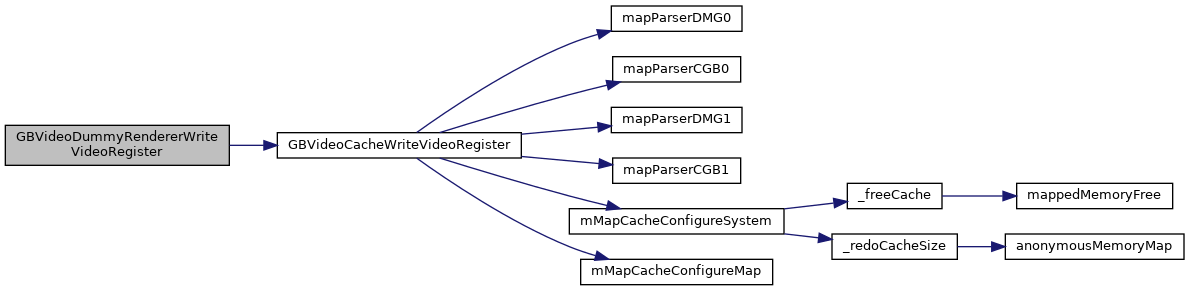 GBVideoDummyRendererWrite
VideoRegister
GBVideoCacheWriteVideoRegister
mapParserDMG0
mapParserCGB0
mapParserDMG1
mapParserCGB1
mMapCacheConfigureSystem
mMapCacheConfigureMap
_freeCache
mappedMemoryFree
_redoCacheSize
anonymousMemoryMap